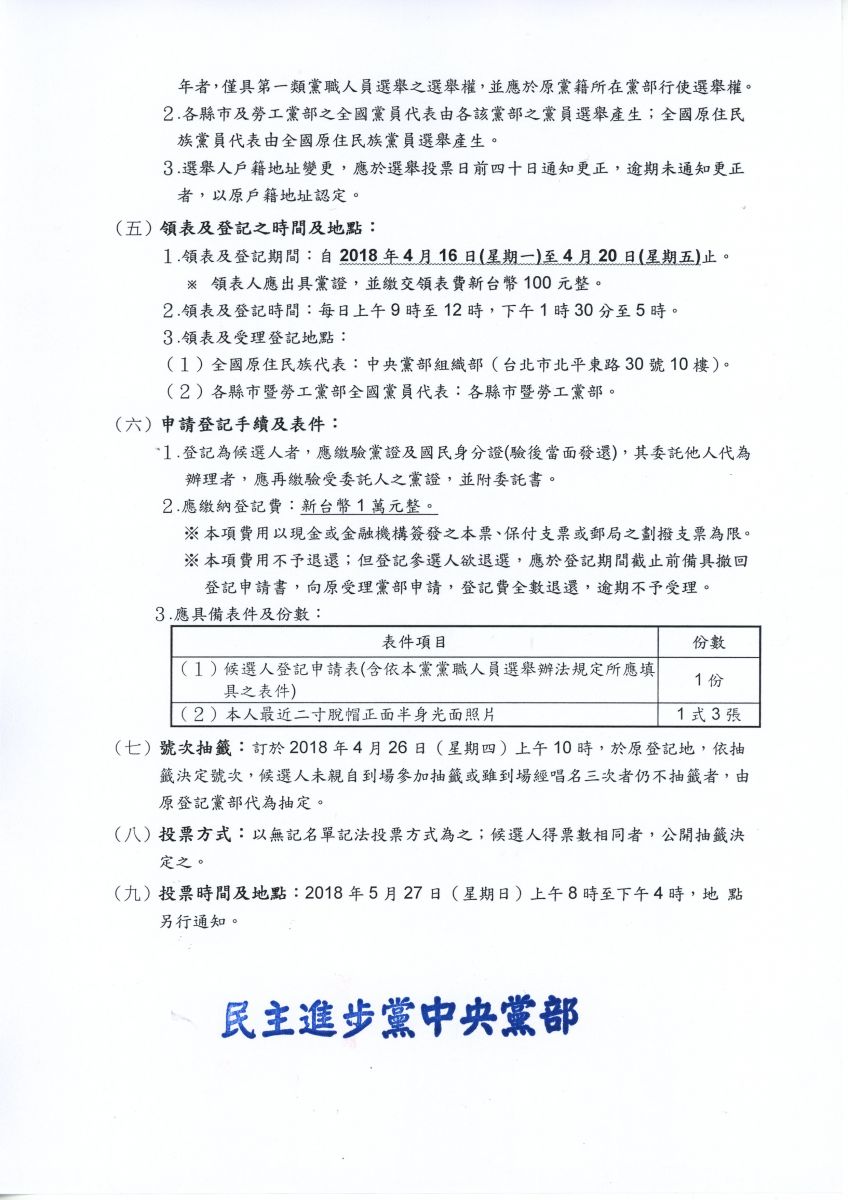 年者，僅具第一類黨職人員選舉之選舉權，並應於原黨籍所在黨部行使選舉權。
2.各縣市及勞工黨部之全國黨員代表由各該黨部之黨員選舉產生；全國原住民
族黨員代表由全國原住民族黨員選舉產生。
3.選舉人戶籍地址變更，應於選舉投票日前四十日通知更正，逾期未通知更正
者，以原戶籍地址認定。
（五）領表及登記之時間及地點：
1.領表及登記期間：自 2018 年 4 月 16 日(星期一)至 4 月 20 日(星期五)止。
※ 領表人應出具黨證，並繳交領表費新台幣 100 元整。
2.領表及登記時間：每日上午 9 時至 12 時，下午 1 時 30 分至 5 時。
3.領表及受理登記地點：
（1）全國原住民族代表：中央黨部組織部（台北市北平東路 30 號 10 樓）。
（2）各縣市暨勞工黨部全國黨員代表：各縣市暨勞工黨部。
（六）申請登記手續及表件：
1.登記為候選人者，應繳驗黨證及國民身分證(驗後當面發還)，其委託他人代為
辦理者，應再繳驗受委託人之黨證，並附委託書。
2.應繳納登記費：新台幣 1 萬元整。
※本項費用以現金或金融機構簽發之本票、保付支票或郵局之劃撥支票為限。
※本項費用不予退還；但登記參選人欲退選，應於登記期間截止前備具撤回
登記申請書，向原受理黨部申請，登記費全數退還，逾期不予受理。
3.應具備表件及份數：
表件項目 份數
（1）候選人登記申請表(含依本黨黨職人員選舉辦法規定所應填
具之表件) 1 份
（2）本人最近二寸脫帽正面半身光面照片 1 式 3 張
（七）號次抽籤：訂於 2018 年 4 月 26 日（星期四）上午 10 時，於原登記地，依抽
籤決定號次，候選人未親自到場參加抽籤或雖到場經唱名三次者仍不抽籤者，由
原登記黨部代為抽定。
（八）投票方式：以無記名單記法投票方式為之；候選人得票數相同者，公開抽籤決
定之。
（九）投票時間及地點：2018 年 5 月 27 日（星期日）上午 8 時至下午 4 時，地 點
另行通知。
民主進步黨中央黨部